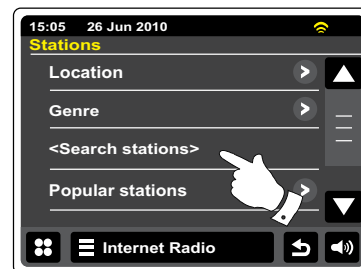 15:05 26 Jun 2010
Stations
Location
Genre
<Search stations>
Popular stations
Internet Radio